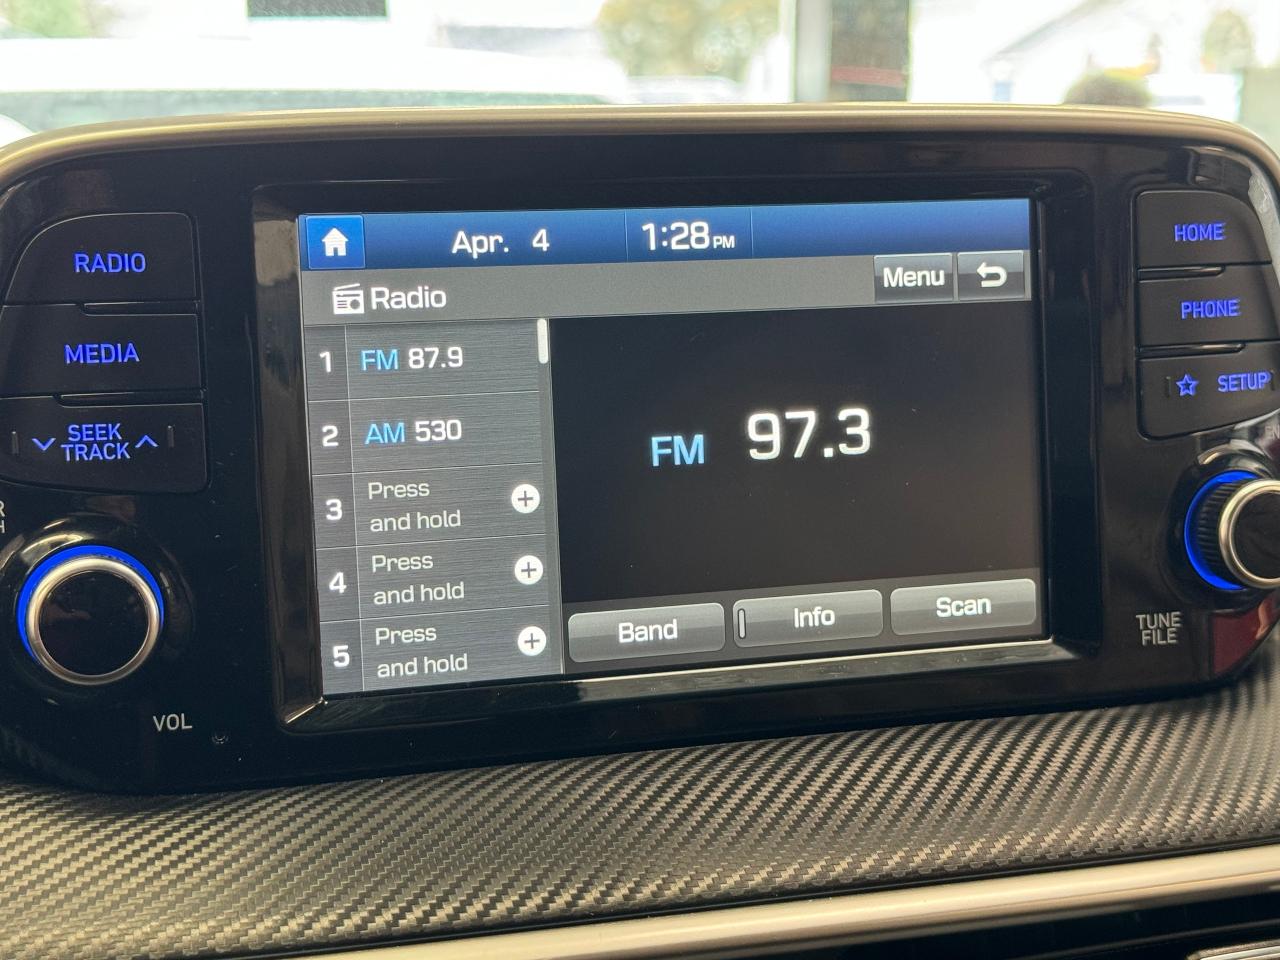 RADIO
MEDIA
SEEK
TRACK
VOL
Apr. 4
1:28 PM
Radio
Menu
1 FM 87.9
2 AM 530
3 Press
and hold
4 Press
and hold
5 Press
and hold
FM 97.3
Band
Info
Scan
HOME
PHONE
SETUP
TUNE
FILE